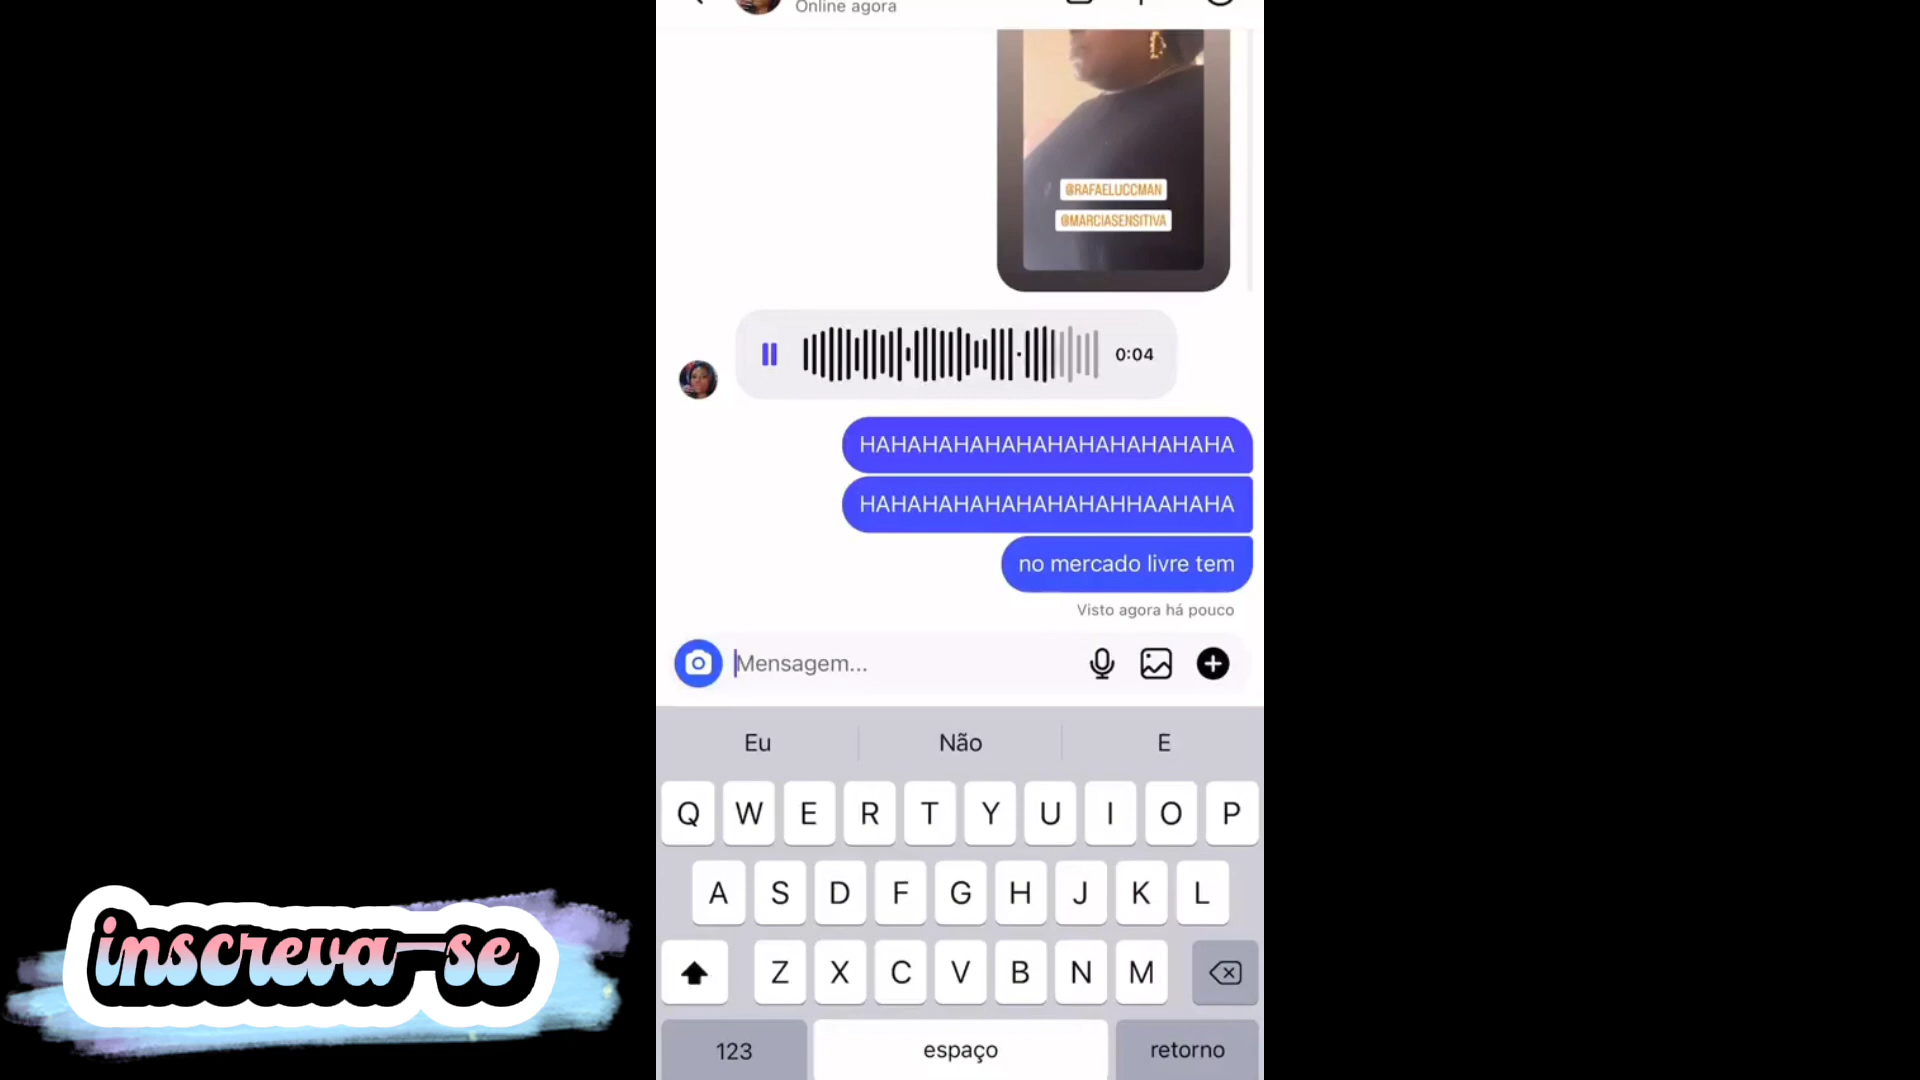 Online agora
@RAFAELUCCMAN
@MARCIASENSITIVA
0:04
HAHAHAHAHAHAHAHAHAHAHAHA
HAHAHAHAHAHAHAHAHHAAHAHA
no mercado livre tem
Visto agora há pouco
Mensagem...
Eu Não E
Q W E R T Y U I O P
A S D F G H J K L
Z X C V B N M
123 espaço retorno
inscreva-se